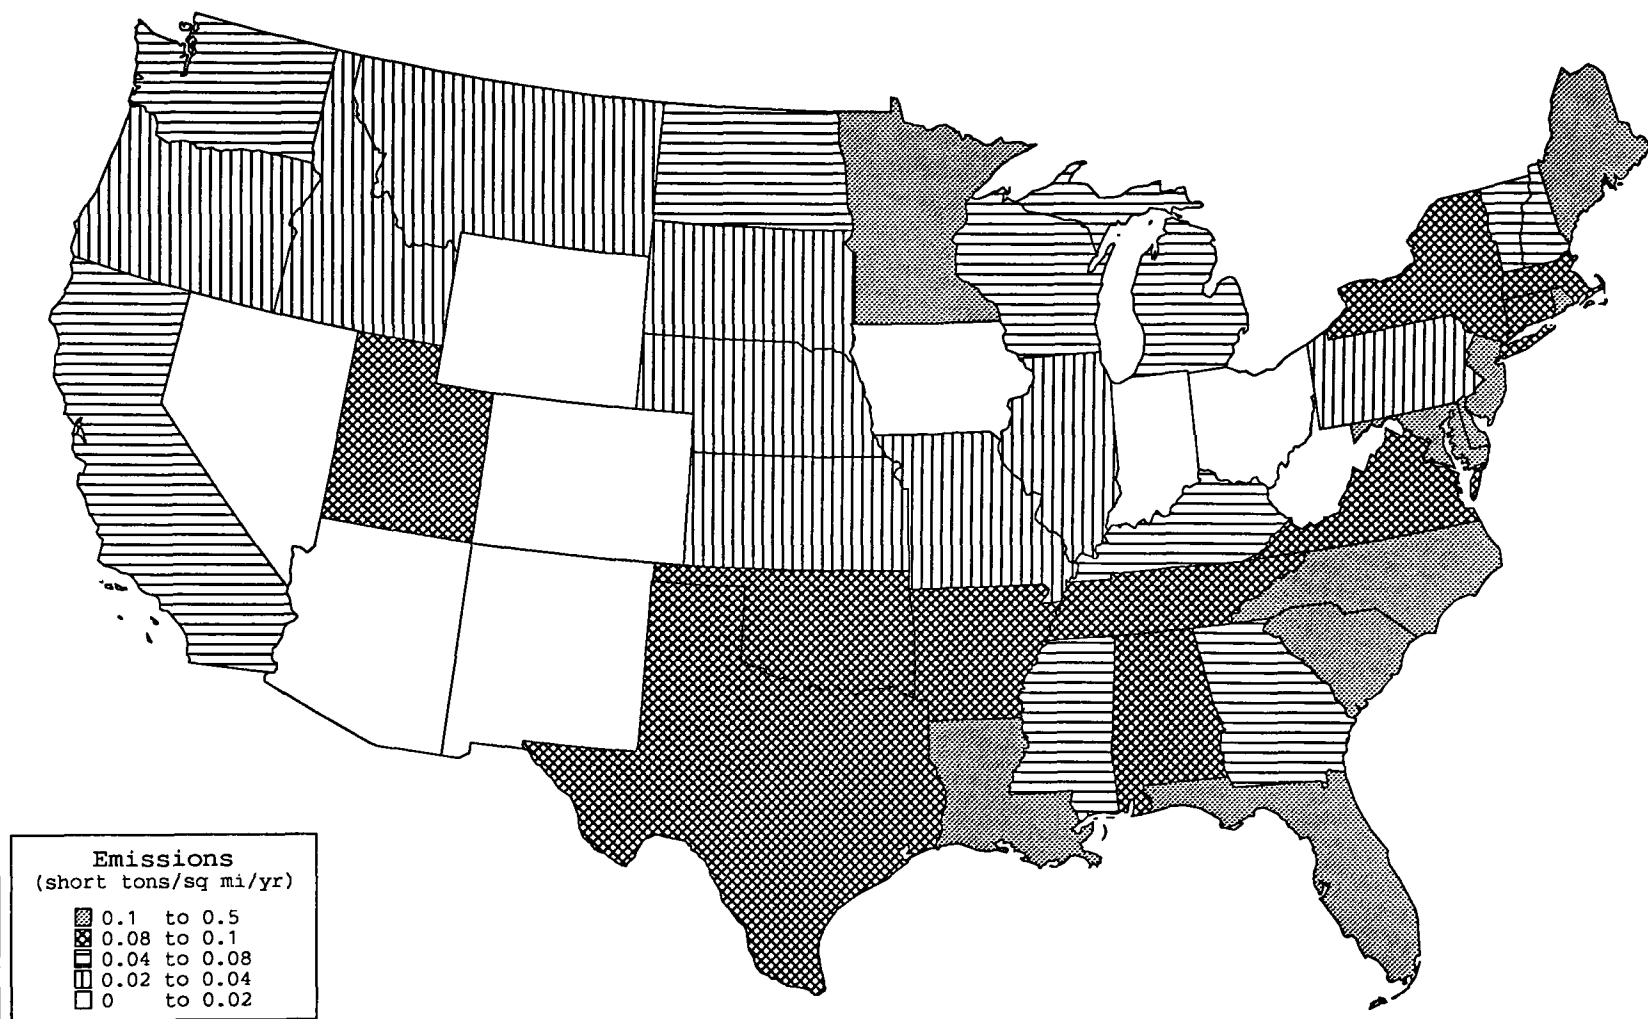 Emissions
(short tons/sq mi/yr)
0.1 to 0.5
0.08 to 0.1
0.04 to 0.08
0.02 to 0.04
0 to 0.02